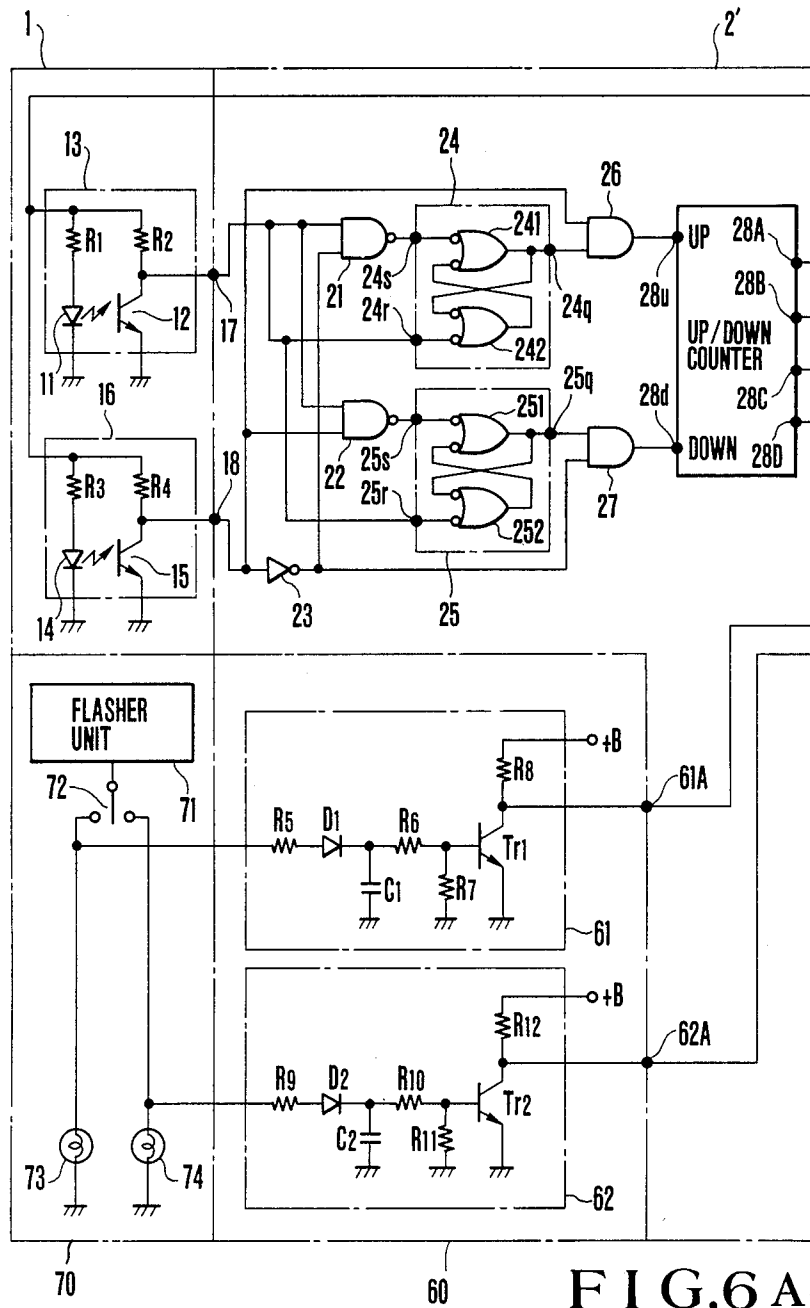 1
2'
13
24
26
R1
R2
241
28A
UP
21
24s
28B
12
24r
24q
28u
17
242
UP/DOWN
COUNTER
11
16
25q
28d
28C
251
18
DOWN
22
25s
28D
R3
R4
25r
27
252
15
14
23
25
FLASHER
UNIT
+B
R8
72
71
61A
R5
D1
R6
Tr1
C1
R7
61
+B
R12
62A
R9
D2
R10
Tr2
C2
R11
73
74
62
70
60
FIG.6A